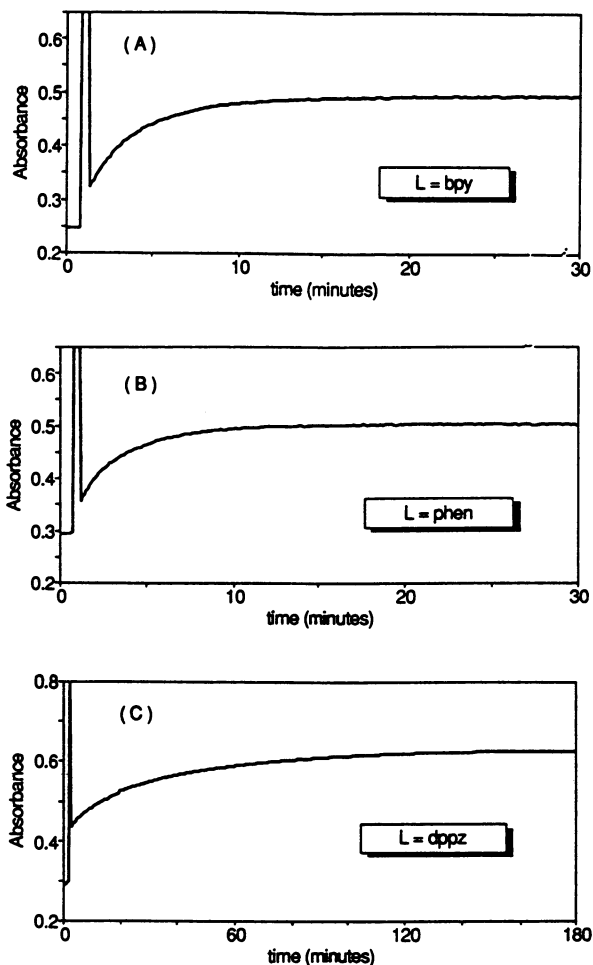 (A)
0.6
0.5
0.4
0.3
0.2
Absorbance
L = bpy
0 10 20 30
time (minutes)
(B)
0.6
0.5
0.4
0.3
0.2
Absorbance
L = phen
0 10 20 30
time (minutes)
(C)
0.8
0.6
0.4
0.2
Absorbance
L = dppz
0 60 120 180
time (minutes)